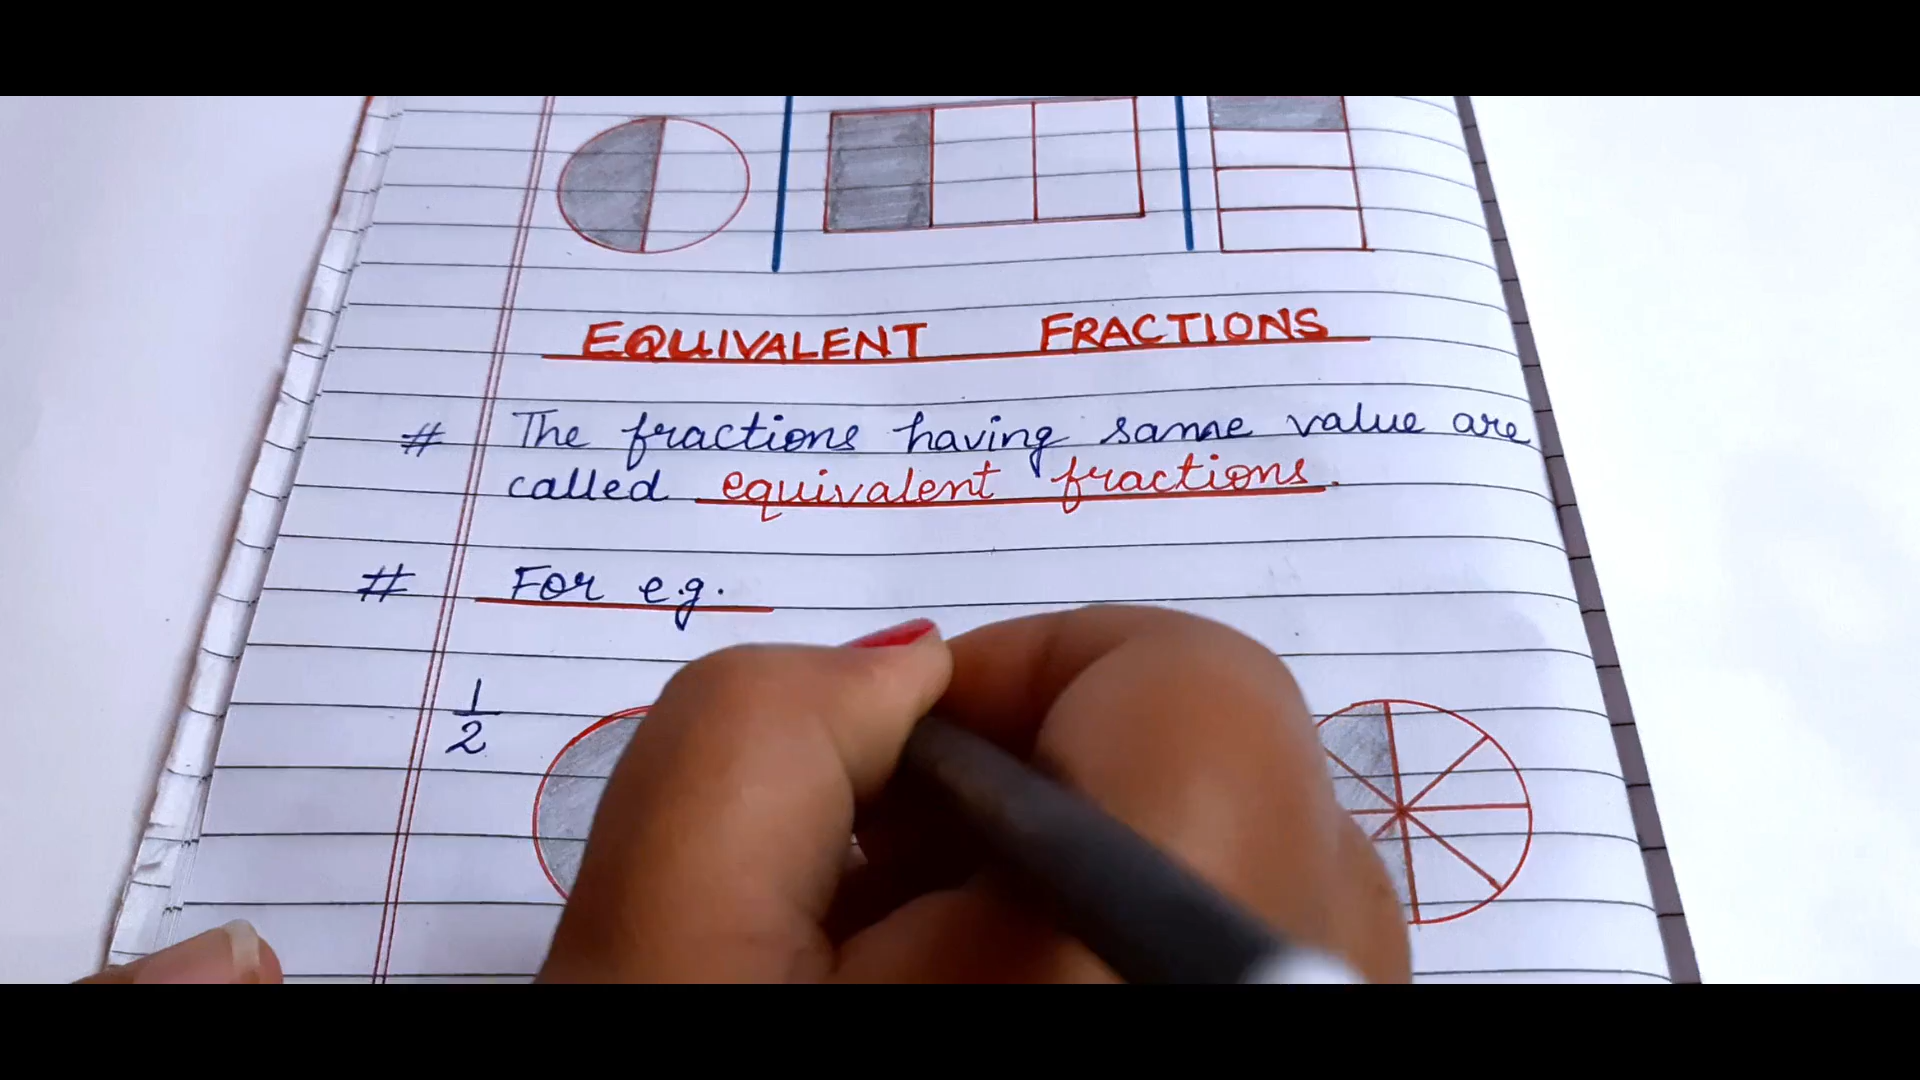 EQUIVALENT FRACTIONS
# The fractions having same value are
called equivalent fractions.
# For e.g.
1
2